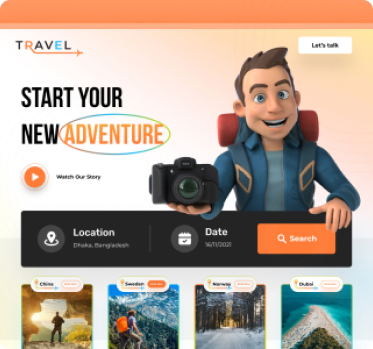 TRAVEL
Let's talk
START YOUR
NEW ADVENTURE
Watch Our Story
Location
Dhaka, Bangladesh
Date
16/11/2021
Search
China
Sweden
Norway
Dubai